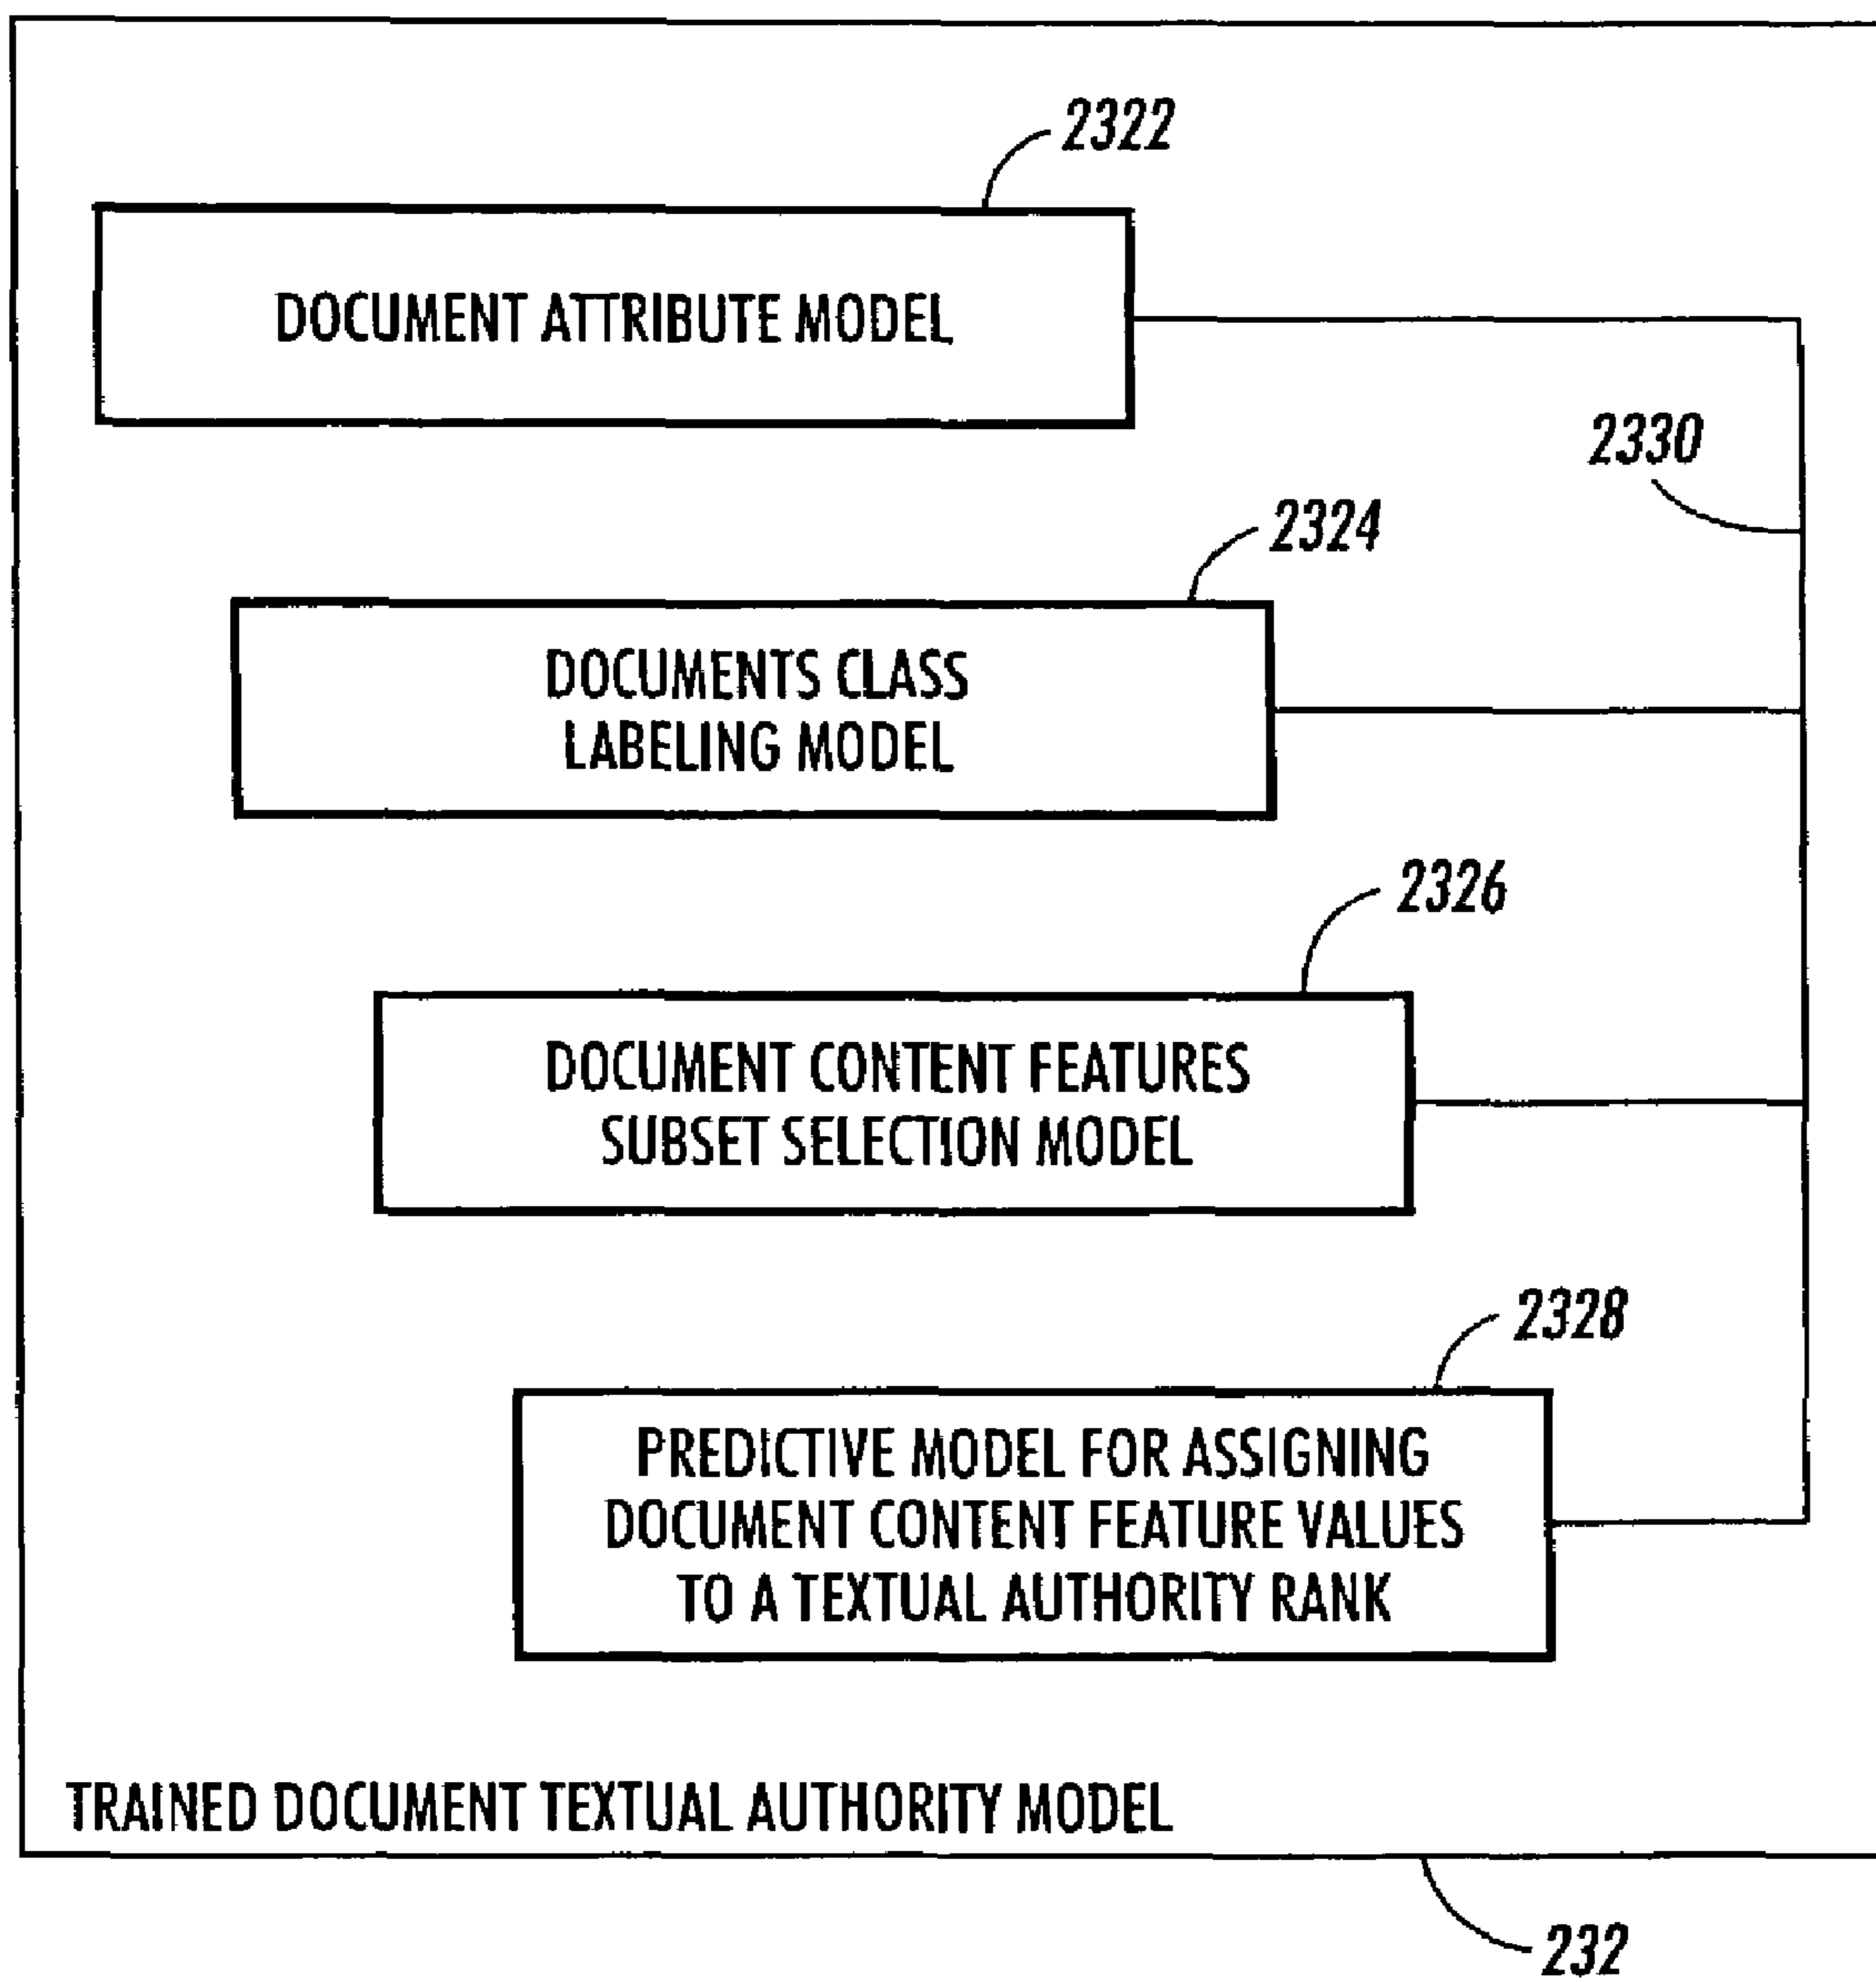 2322
DOCUMENT ATTRIBUTE MODEL
2330
2324
DOCUMENTS CLASS
LABELING MODEL
2326
DOCUMENT CONTENT FEATURES
SUBSET SELECTION MODEL
2328
PREDICTIVE MODEL FOR ASSIGNING
DOCUMENT CONTENT FEATURE VALUES
TO A TEXTUAL AUTHORITY RANK
TRAINED DOCUMENT TEXTUAL AUTHORITY MODEL
232